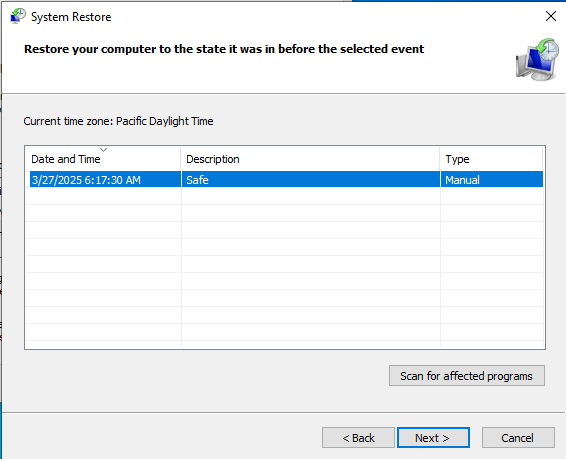 System Restore
Restore your computer to the state it was in before the selected event
Current time zone: Pacific Daylight Time
Date and Time Description Type
3/27/2025 6:17:30 AM Safe Manual
Scan for affected programs
< Back Next > Cancel